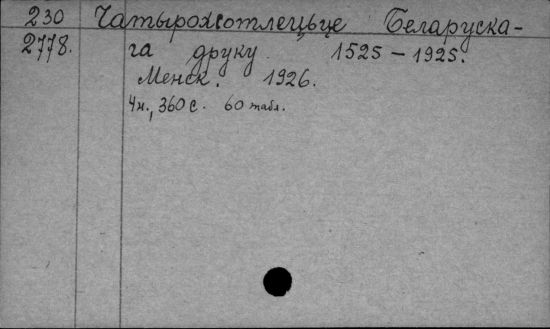 230 Чатырохсотлецьце Беларуска-
2778. га друку. 1525 – 1925.
Менск. 1926.
4н., 360 с. 60 табл.